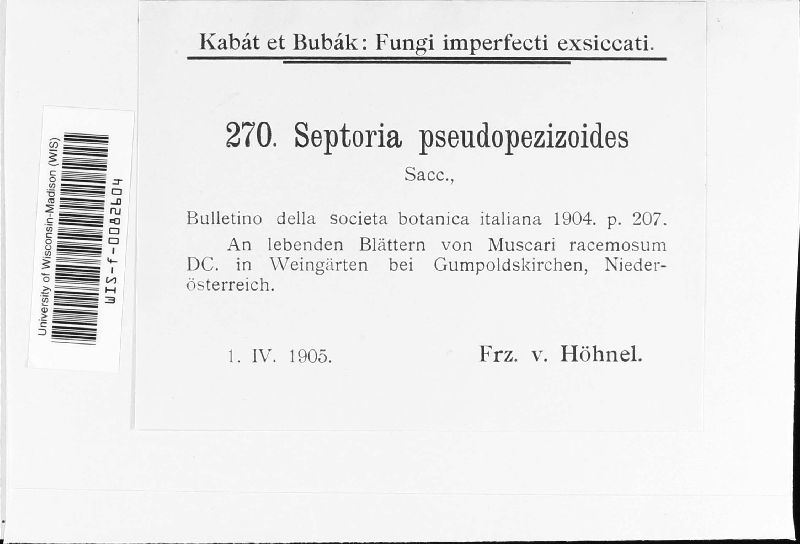 Kabát et Bubák: Fungi imperfecti exsiccati.
270. Septoria pseudopezizoides
Sacc.,
Bulletino della societa botanica italiana 1904. p. 207.
An lebenden Blättern von Muscari racemosum
DC. in Weingärten bei Gumpoldskirchen, Nieder-
österreich.
1. IV. 1905. Frz. v. Höhnel.
University of Wisconsin-Madison (WIS)
WIS-f-0082604